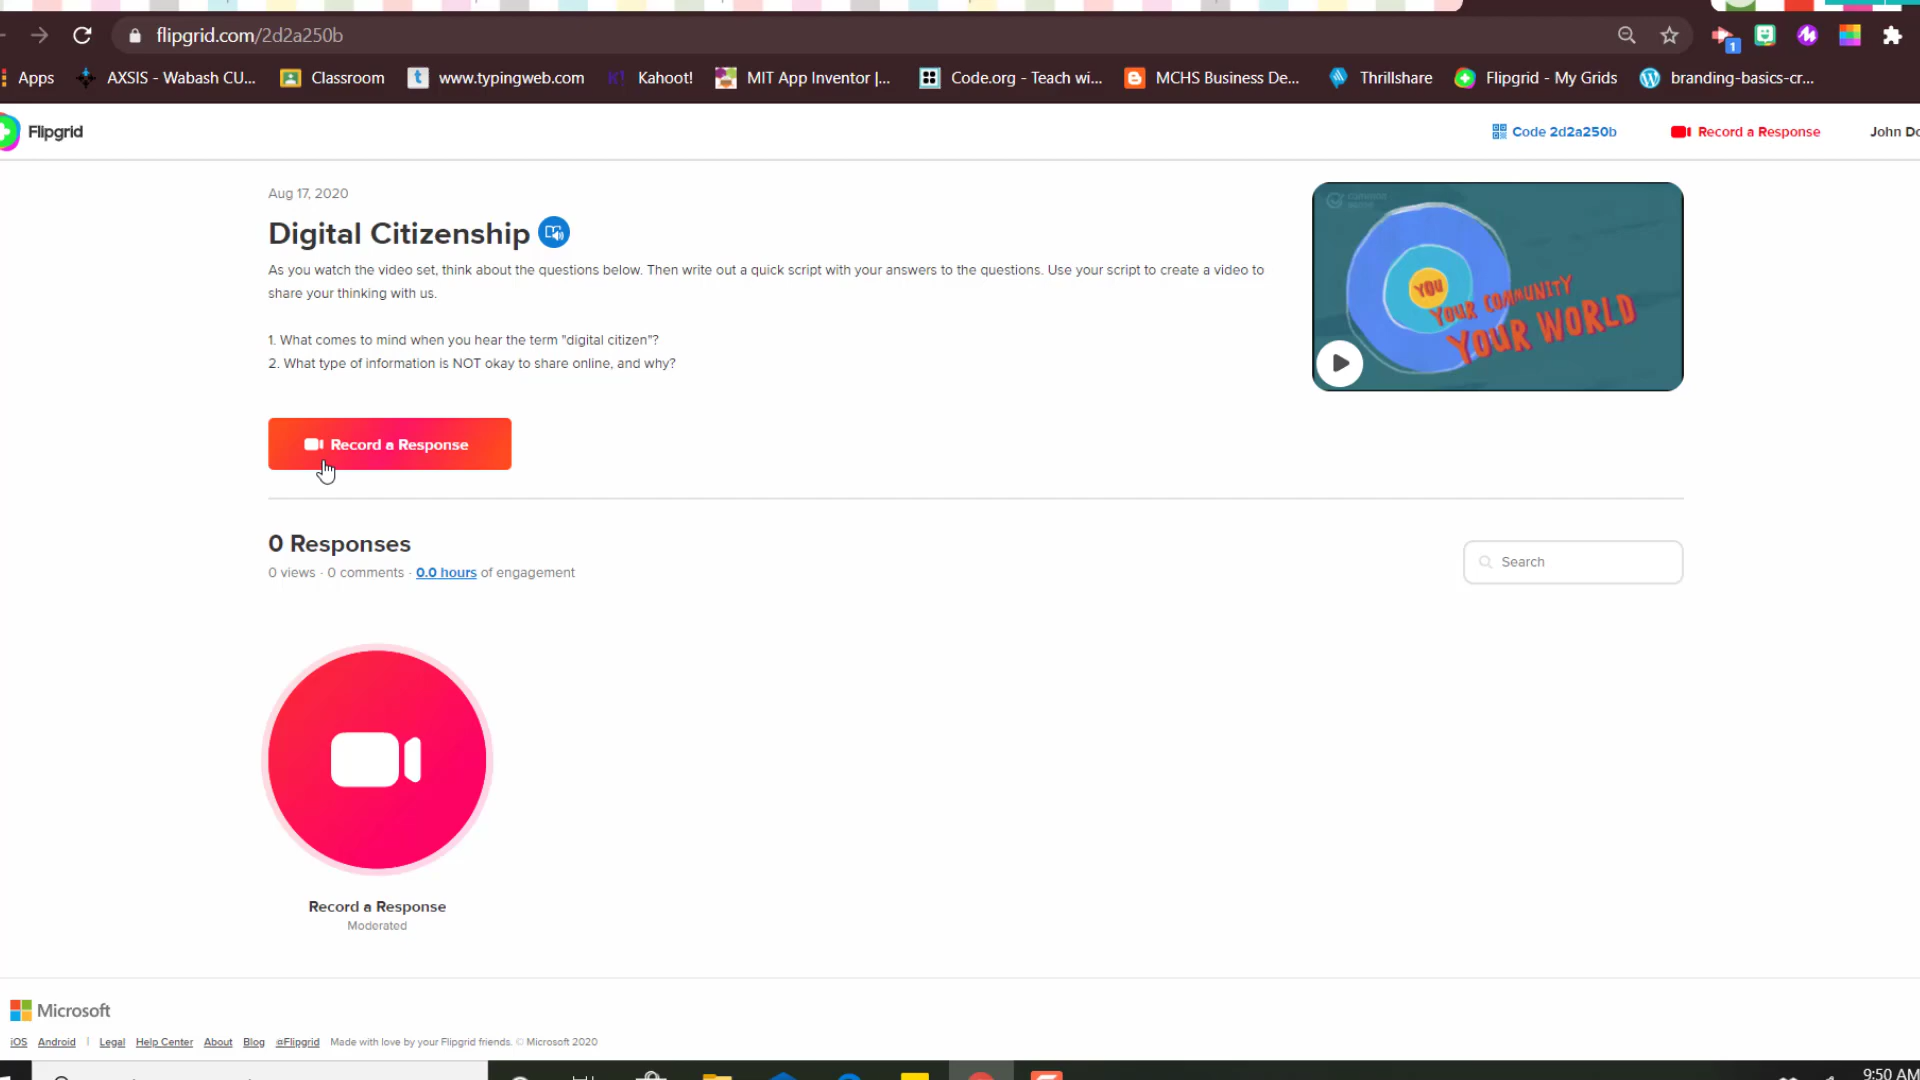 flipgrid.com/2d2a250b
1
Apps AXSIS - Wabash CU... Classroom t www.typingweb.com K! Kahoot! MIT App Inventor |... Code.org - Teach wi... MCHS Business De... Thrillshare Flipgrid - My Grids branding-basics-cr...
Flipgrid Code 2d2a250b Record a Response John Do
Aug 17, 2020
Digital Citizenship
As you watch the video set, think about the questions below. Then write out a quick script with your answers to the questions. Use your script to create a video to
share your thinking with us.
1. What comes to mind when you hear the term "digital citizen"?
2. What type of information is NOT okay to share online, and why?
common
YOU
YOUR COMMUNITY
YOUR WORLD
Record a Response
0 Responses
0 views · 0 comments · 0.0 hours of engagement
Search
Record a Response
Moderated
Microsoft
iOS Android | Legal Help Center About Blog @Flipgrid Made with love by your Flipgrid friends. © Microsoft 2020
9:50 AM